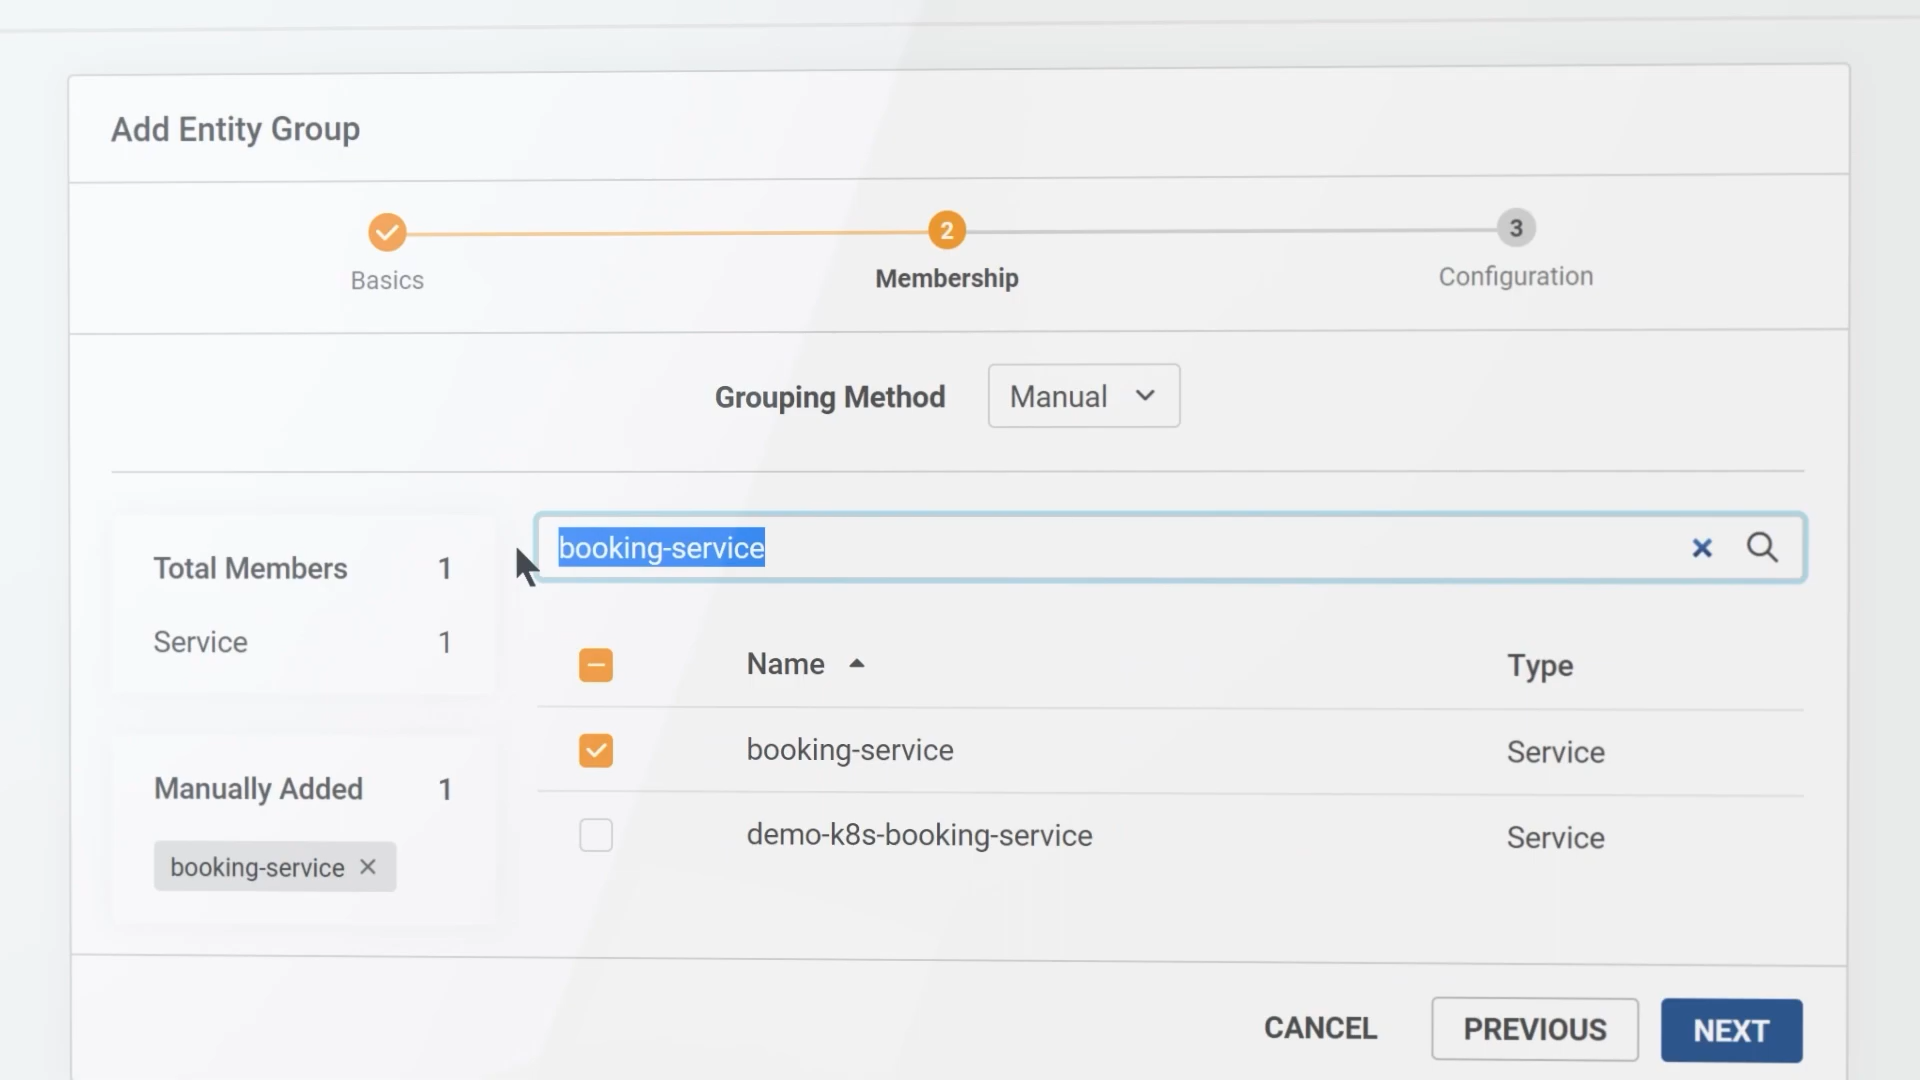 Add Entity Group
2
3
Basics
Membership
Configuration
Grouping Method
Manual
Total Members 1
Service 1
Manually Added 1
booking-service
booking-service
Name
Type
booking-service
Service
demo-k8s-booking-service
Service
CANCEL
PREVIOUS
NEXT